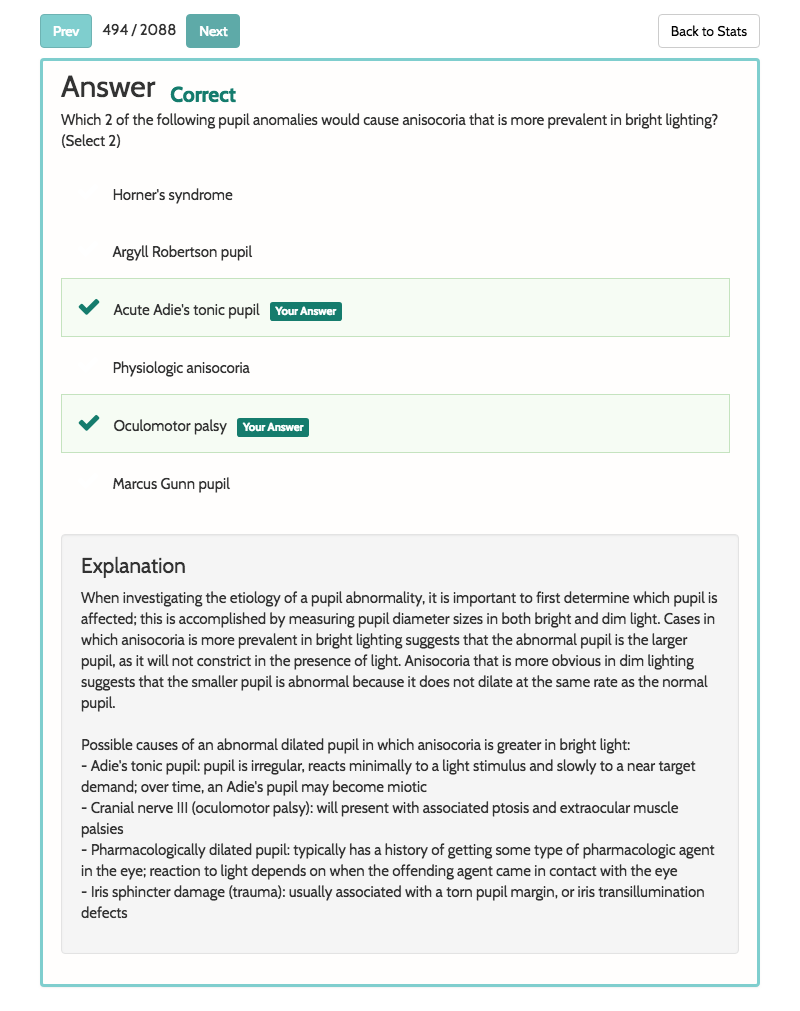 Prev 494 / 2088 Next Back to Stats
Answer Correct
Which 2 of the following pupil anomalies would cause anisocoria that is more prevalent in bright lighting?
(Select 2)
Horner's syndrome
Argyll Robertson pupil
Acute Adie's tonic pupil Your Answer
Physiologic anisocoria
Oculomotor palsy Your Answer
Marcus Gunn pupil
Explanation
When investigating the etiology of a pupil abnormality, it is important to first determine which pupil is
affected; this is accomplished by measuring pupil diameter sizes in both bright and dim light. Cases in
which anisocoria is more prevalent in bright lighting suggests that the abnormal pupil is the larger
pupil, as it will not constrict in the presence of light. Anisocoria that is more obvious in dim lighting
suggests that the smaller pupil is abnormal because it does not dilate at the same rate as the normal
pupil.
Possible causes of an abnormal dilated pupil in which anisocoria is greater in bright light:
- Adie's tonic pupil: pupil is irregular, reacts minimally to a light stimulus and slowly to a near target
demand; over time, an Adie's pupil may become miotic
- Cranial nerve III (oculomotor palsy): will present with associated ptosis and extraocular muscle
palsies
- Pharmacologically dilated pupil: typically has a history of getting some type of pharmacologic agent
in the eye; reaction to light depends on when the offending agent came in contact with the eye
- Iris sphincter damage (trauma): usually associated with a torn pupil margin, or iris transillumination
defects